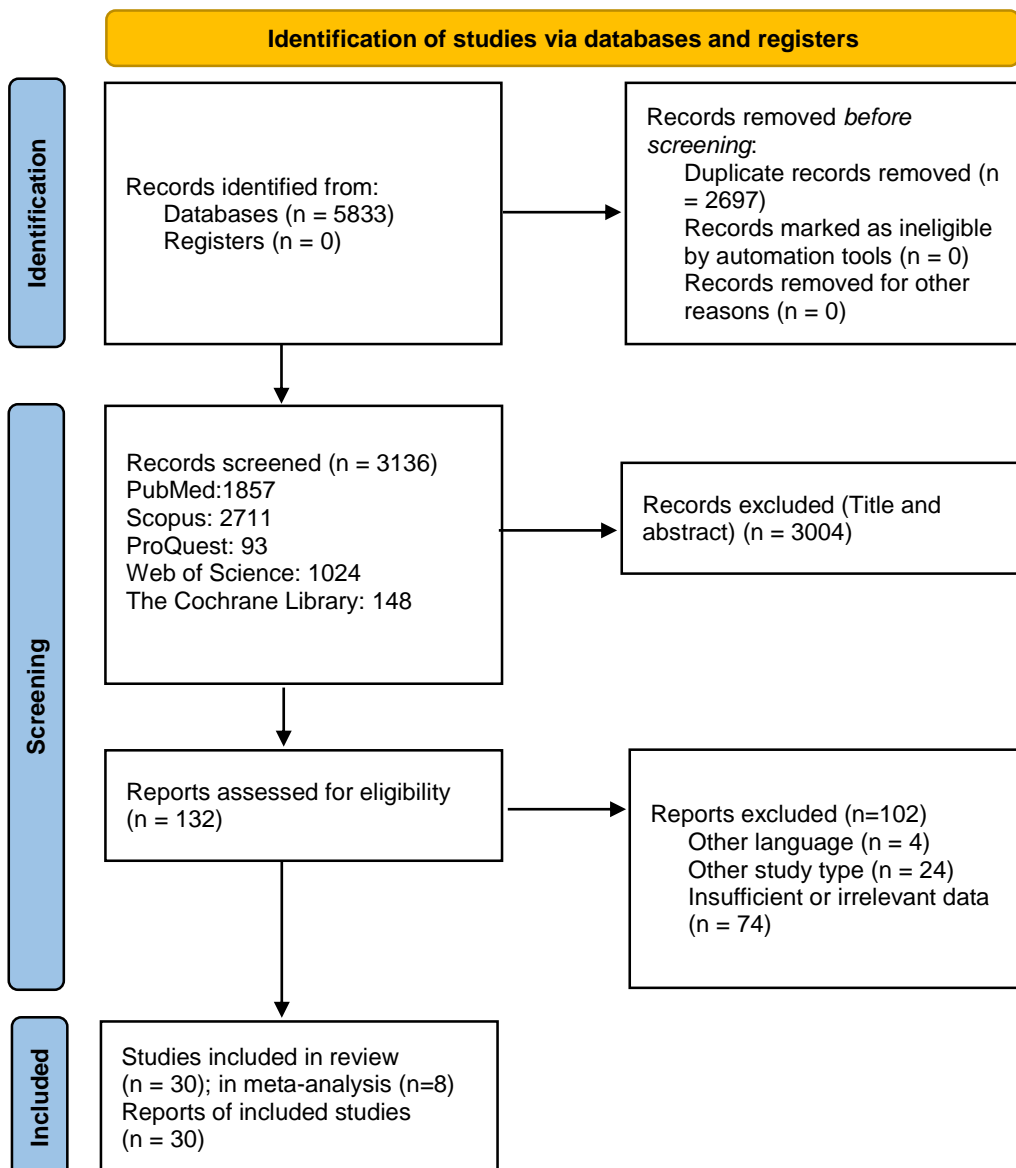 Identification of studies via databases and registers
Identification
Records identified from:
Databases (n = 5833)
Registers (n = 0)
Records removed before
screening:
Duplicate records removed (n
= 2697)
Records marked as ineligible
by automation tools (n = 0)
Records removed for other
reasons (n = 0)
Screening
Records screened (n = 3136)
PubMed:1857
Scopus: 2711
ProQuest: 93
Web of Science: 1024
The Cochrane Library: 148
Records excluded (Title and
abstract) (n = 3004)
Reports assessed for eligibility
(n = 132)
Reports excluded (n=102)
Other language (n = 4)
Other study type (n = 24)
Insufficient or irrelevant data
(n = 74)
Included
Studies included in review
(n = 30); in meta-analysis (n=8)
Reports of included studies
(n = 30)